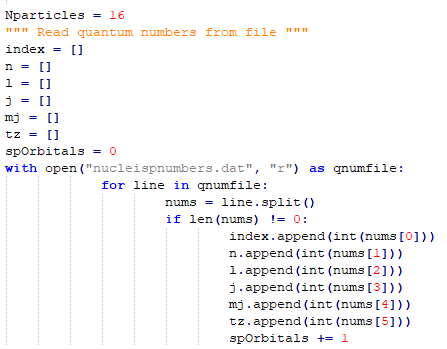 Nparticles = 16
""" Read quantum numbers from file """
index = []
n = []
l = []
j = []
mj = []
tz = []
spOrbitals = 0
with open("nucleispnumbers.dat", "r") as qnumfile:
for line in qnumfile:
nums = line.split()
if len(nums) != 0:
index.append(int(nums[0]))
n.append(int(nums[1]))
l.append(int(nums[2]))
j.append(int(nums[3]))
mj.append(int(nums[4]))
tz.append(int(nums[5]))
spOrbitals += 1